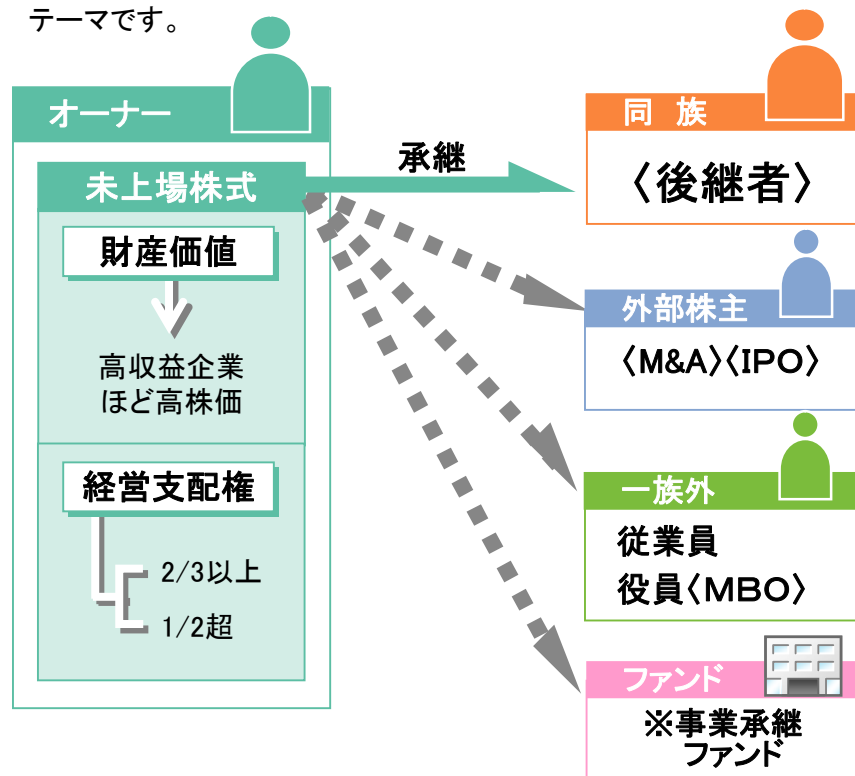 テーマです。
オーナー
未上場株式
財産価値
高収益企業
ほど高株価
経営支配権
2/3以上
1/2超
承継
同 族
〈後継者〉
外部株主
〈M&A〉〈IPO〉
一族外
従業員
役員〈MBO〉
ファンド
※事業承継
ファンド